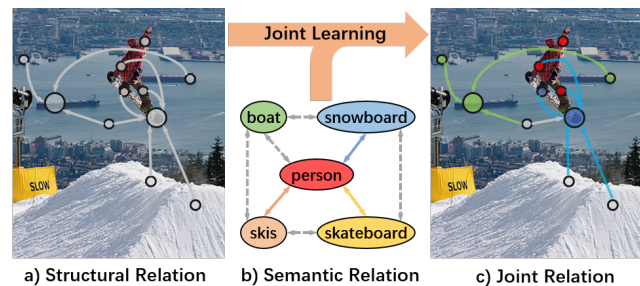 Joint Learning
boat
snowboard
person
skis
skateboard
SLOW
SLOW
a) Structural Relation
b) Semantic Relation
c) Joint Relation